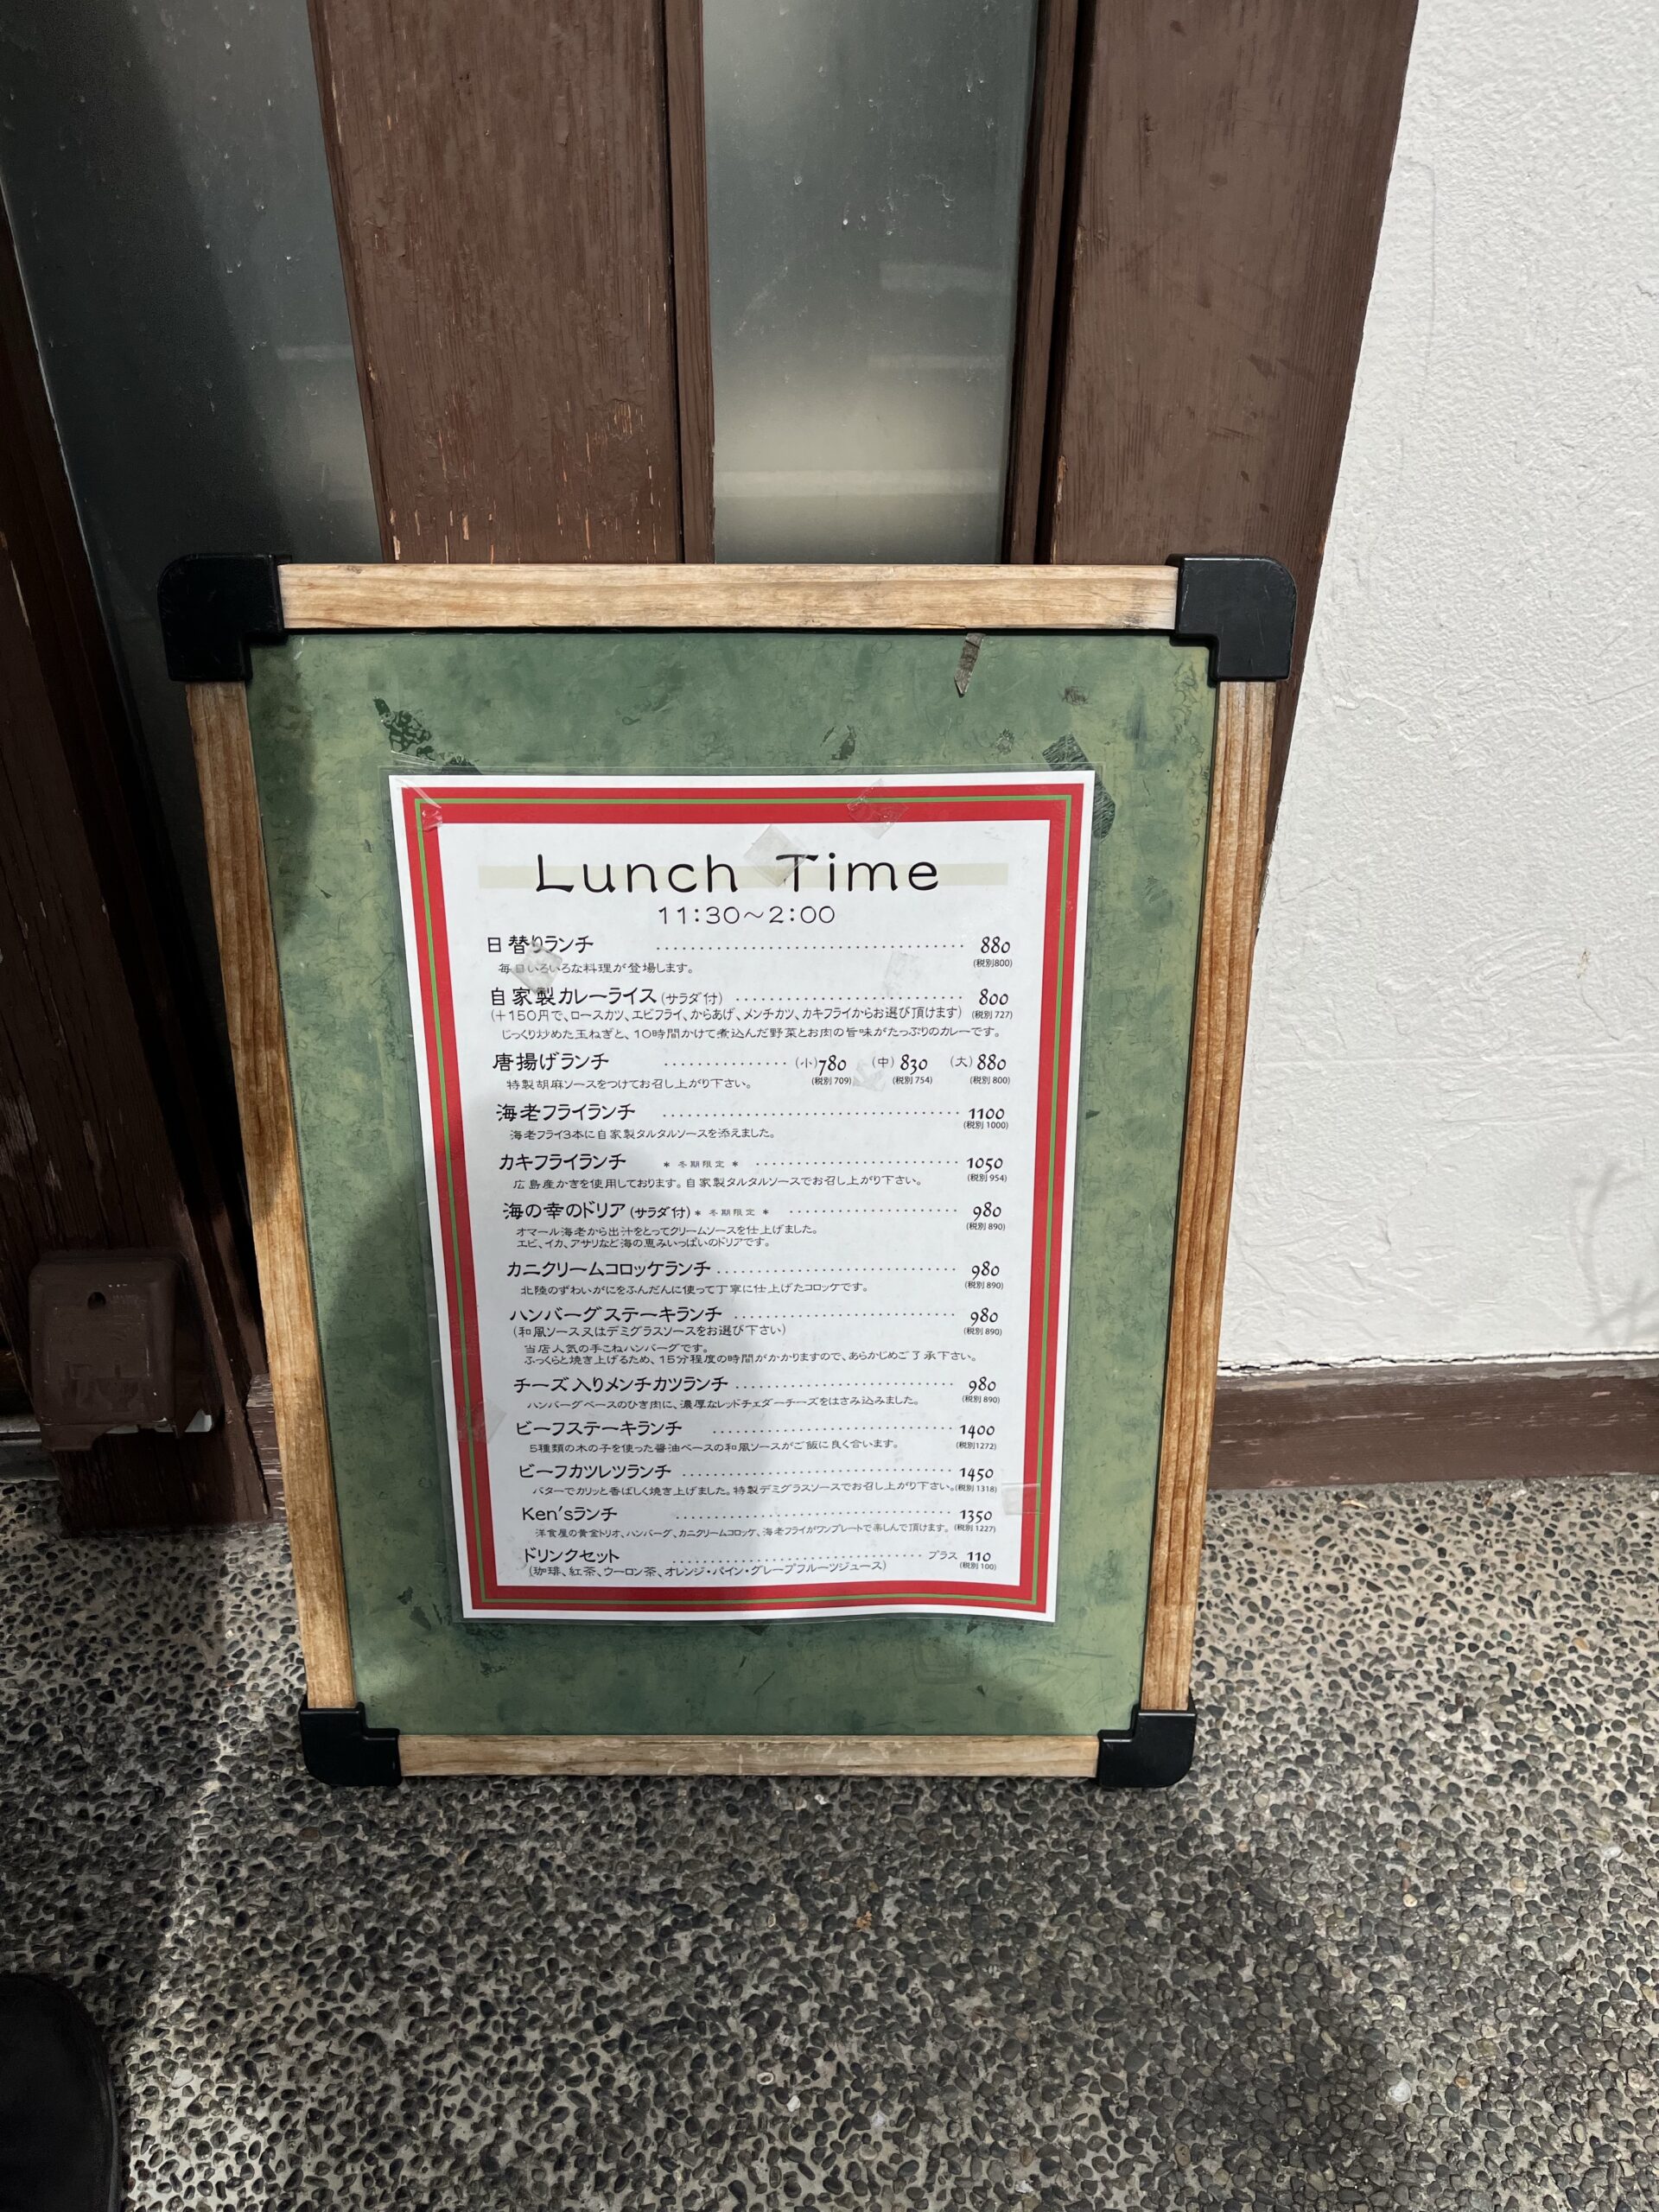 Lunch Time
11:30～2:00
日替りランチ ……………… 880
(税別800)
毎日いろいろな料理が登場します。
自家製カレーライス(サラダ付) ……………… 800
(＋150円で、ロースカツ、エビフライ、からあげ、メンチカツ、カキフライからお選び頂けます) (税別727)
じっくり炒めた玉ねぎと、10時間かけて煮込んだ野菜とお肉の旨味がたっぷりのカレーです。
唐揚げランチ ……………… (小)780 (中)830 (大)880
(税別709) (税別754) (税別800)
特製胡麻ソースをつけてお召し上がり下さい。
海老フライランチ ……………… 1100
(税別1000)
海老フライ3本に自家製タルタルソースを添えました。
カキフライランチ ＊冬期限定＊ ……………… 1050
(税別954)
広島産かきを使用しております。自家製タルタルソースでお召し上がり下さい。
海の幸のドリア(サラダ付)＊冬期限定＊ ……………… 980
(税別890)
オマール海老から出汁をとってクリームソースを仕上げました。
エビ、イカ、アサリなど海の恵みいっぱいのドリアです。
カニクリームコロッケランチ ……………… 980
(税別890)
北陸のずわいがにをふんだんに使って丁寧に仕上げたコロッケです。
ハンバーグステーキランチ ……………… 980
(和風ソース又はデミグラスソースをお選び下さい) (税別890)
当店人気の手こねハンバーグです。
ふっくらと焼き上げるため、15分程度の時間がかかりますので、あらかじめご了承下さい。
チーズ入りメンチカツランチ ……………… 980
(税別890)
ハンバーグベースのひき肉に、濃厚なレッドチェダーチーズをはさみ込みました。
ビーフステーキランチ ……………… 1400
5種類の木の子を使った醤油ベースの和風ソースがご飯に良く合います。 (税別1272)
ビーフカツレツランチ ……………… 1450
バターでカリッと香ばしく焼き上げました。特製デミグラスソースでお召し上がり下さい。(税別1318)
Ken'sランチ ……………… 1350
洋食屋の黄金トリオ、ハンバーグ、カニクリームコロッケ、海老フライがワンプレートで楽しんで頂けます。 (税別1227)
ドリンクセット ……………… プラス 110
(珈琲、紅茶、ウーロン茶、オレンジ・パイン・グレープフルーツジュース) (税別100)